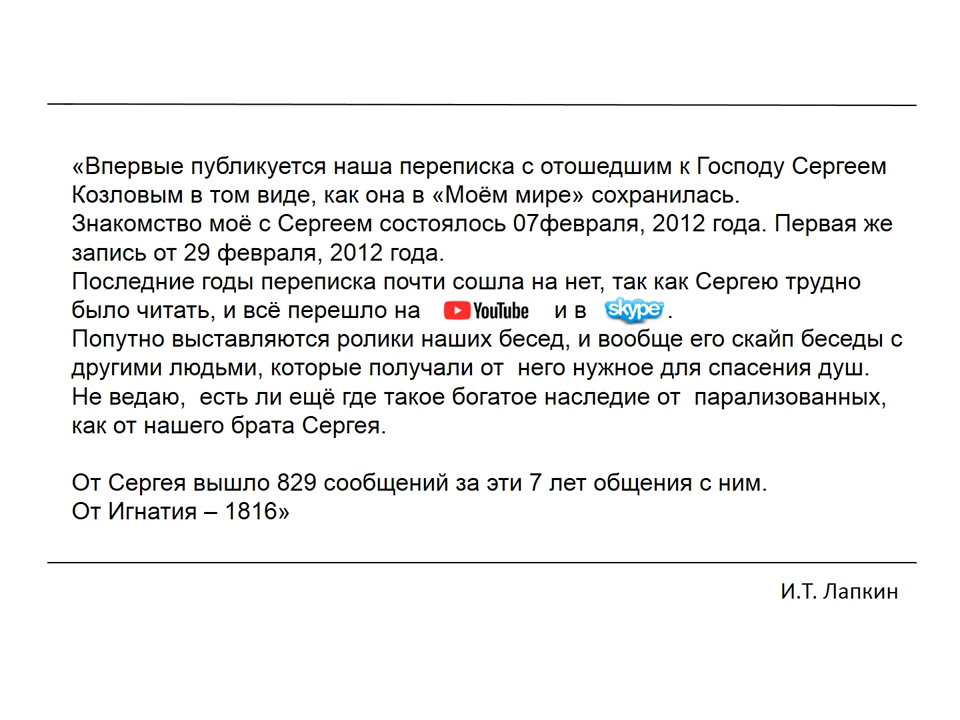 «Впервые публикуется наша переписка с отошедшим к Господу Сергеем
Козловым в том виде, как она в «Моём мире» сохранилась.
Знакомство моё с Сергеем состоялось 07февраля, 2012 года. Первая же
запись от 29 февраля, 2012 года.
Последние годы переписка почти сошла на нет, так как Сергею трудно
было читать, и всё перешло на YouTube и в skype.
Попутно выставляются ролики наших бесед, и вообще его скайп беседы с
другими людьми, которые получали от него нужное для спасения душ.
Не ведаю, есть ли ещё где такое богатое наследие от парализованных,
как от нашего брата Сергея.
От Сергея вышло 829 сообщений за эти 7 лет общения с ним.
От Игнатия – 1816»
И.Т. Лапкин